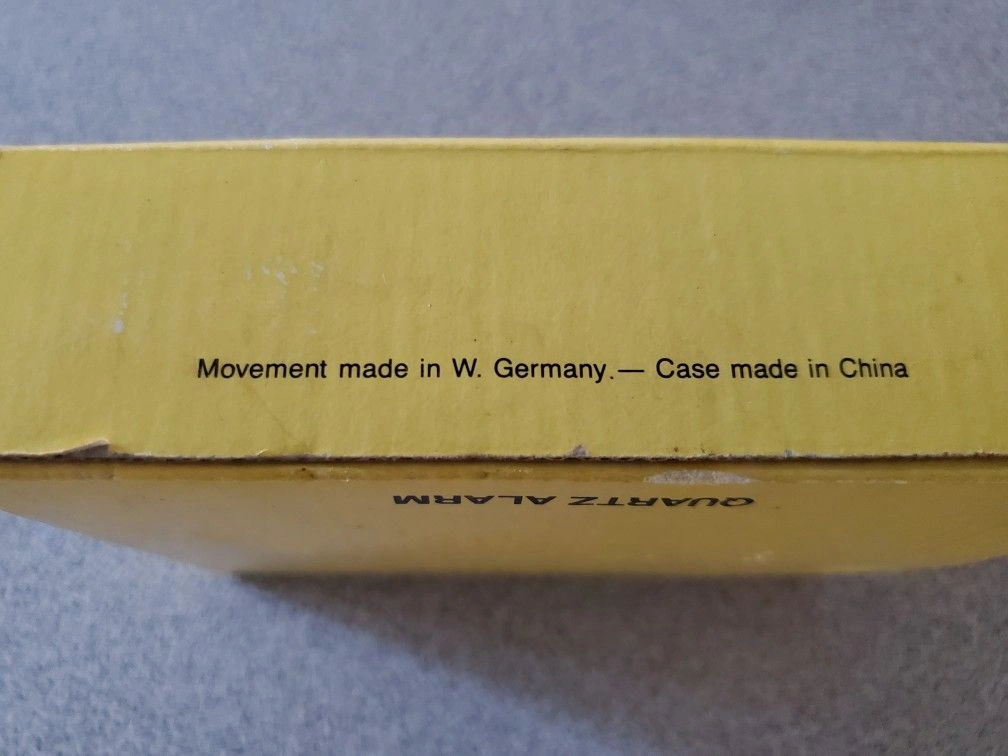 Movement made in W. Germany.— Case made in China
QUARTZ ALARM